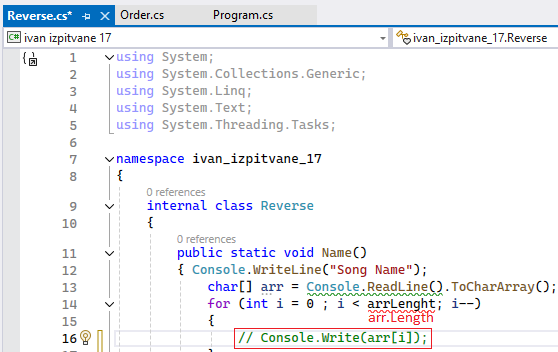 Reverse.cs* Order.cs Program.cs
C# ivan izpitvane 17 ivan_izpitvane_17.Reverse
1 using System;
2 using System.Collections.Generic;
3 using System.Linq;
4 using System.Text;
5 using System.Threading.Tasks;
6
7 namespace ivan_izpitvane_17
8 {
0 references
9 internal class Reverse
10 {
0 references
11 public static void Name()
12 { Console.WriteLine("Song Name");
13 char[] arr = Console.ReadLine().ToCharArray();
14 for (int i = 0 ; i < arrLenght; i--)
arr.Length
15 {
16 // Console.Write(arr[i]);